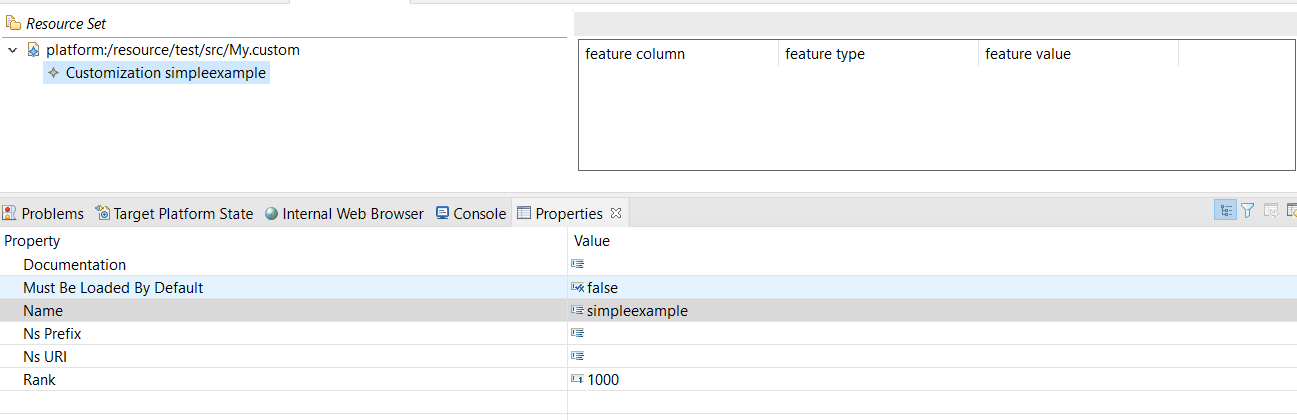 Resource Set
platform:/resource/test/src/My.custom
Customization simpleexample
feature column feature type feature value
Problems Target Platform State Internal Web Browser Console Properties
Property Value
Documentation
Must Be Loaded By Default false
Name simpleexample
Ns Prefix
Ns URI
Rank 1000